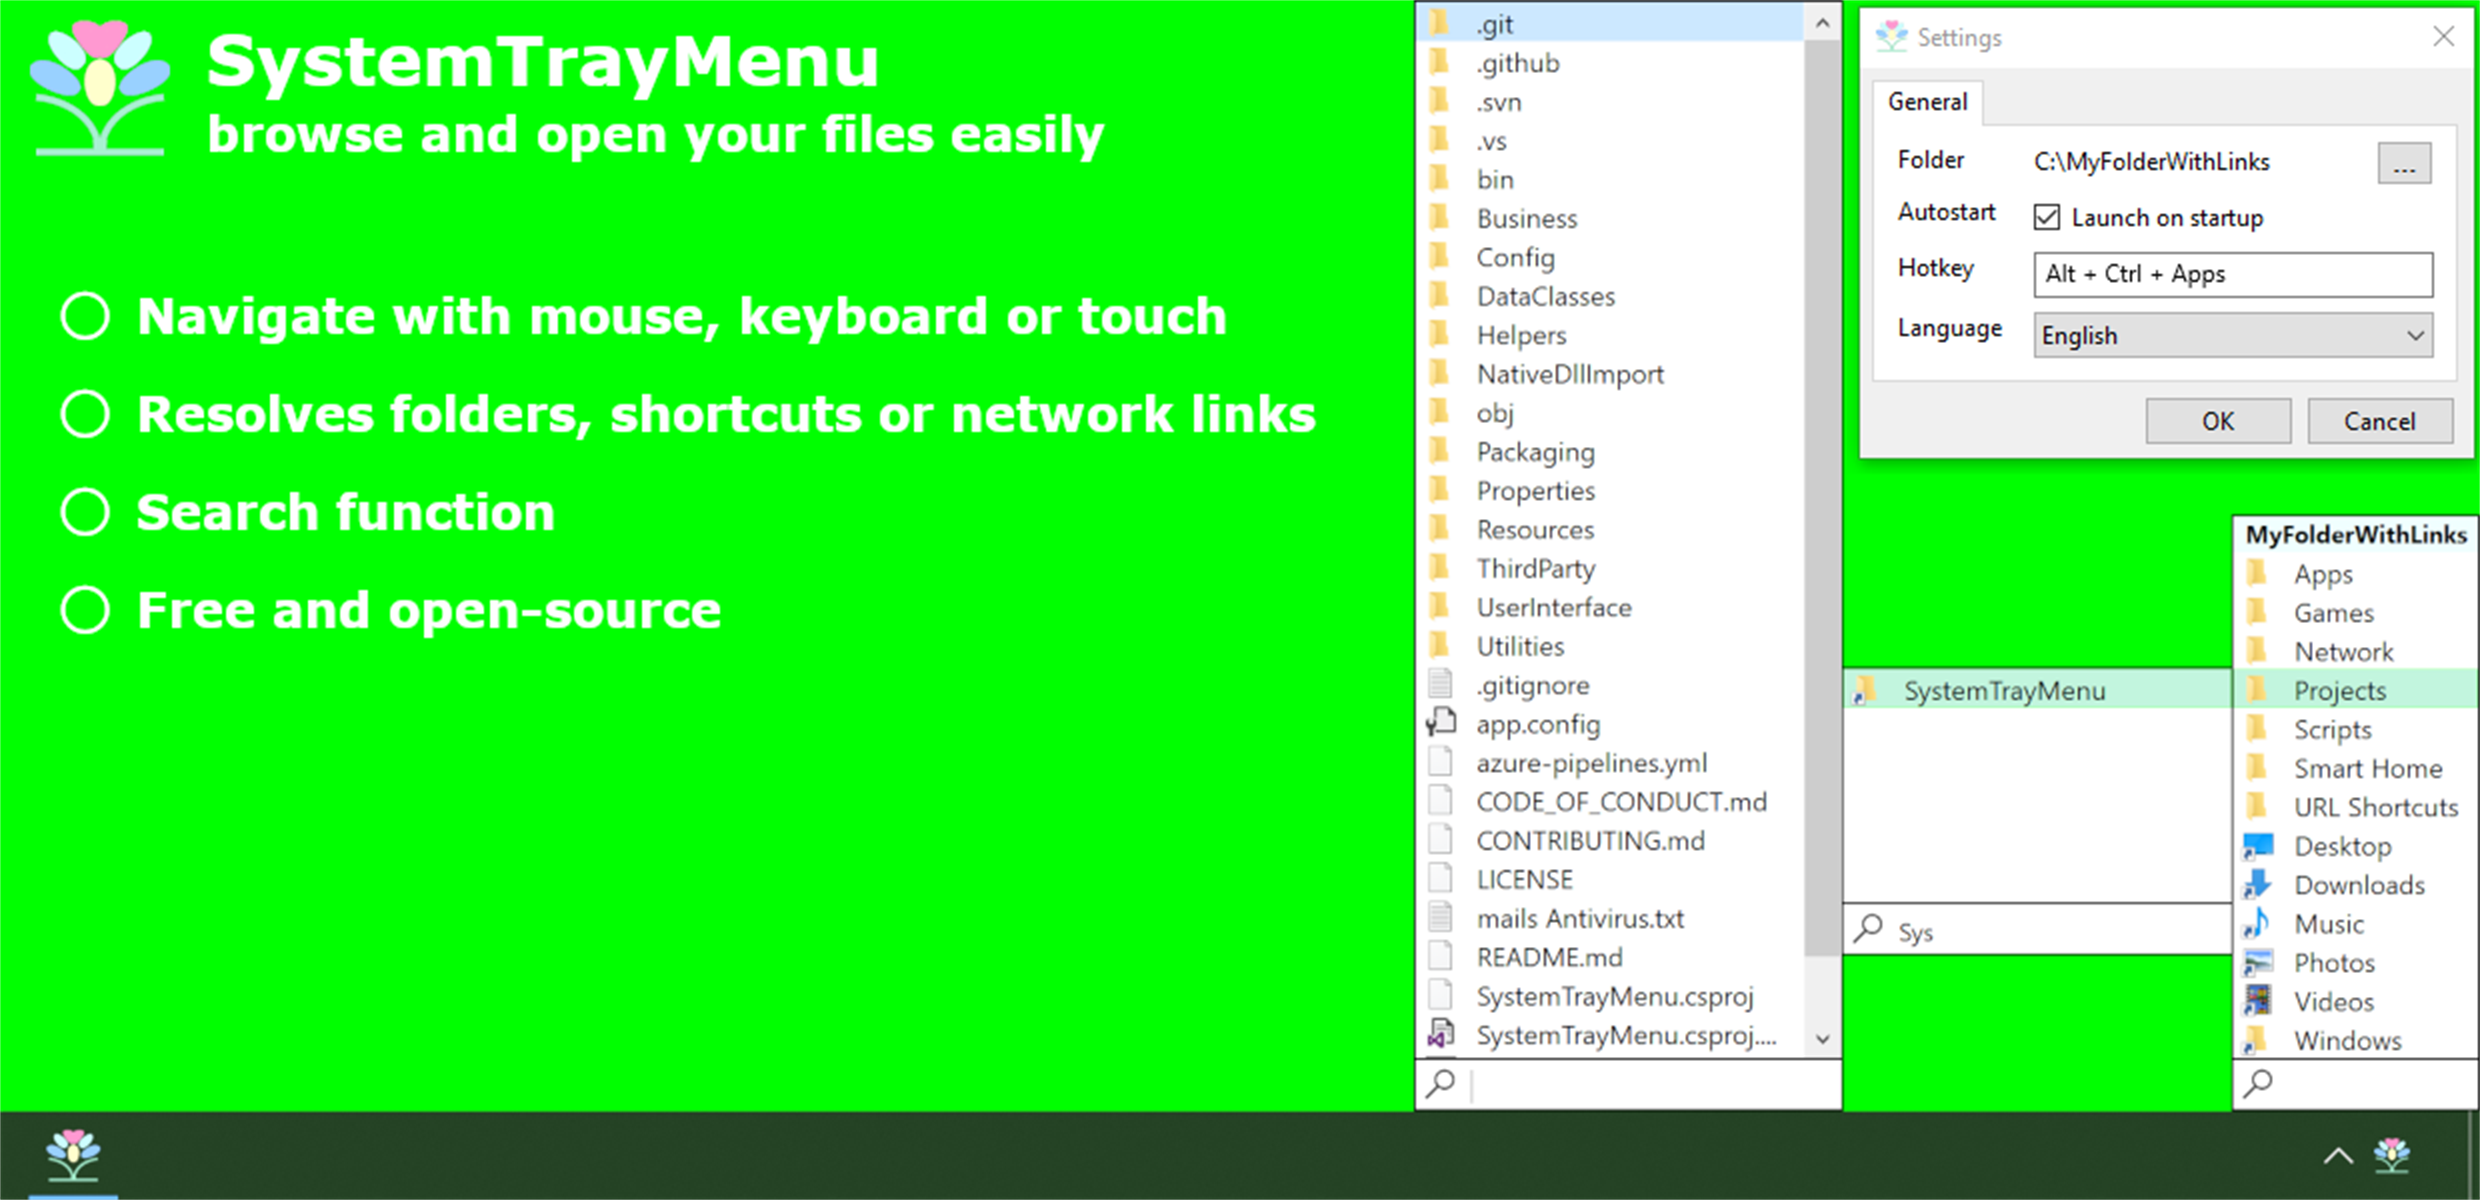 SystemTrayMenu
browse and open your files easily
Navigate with mouse, keyboard or touch
Resolves folders, shortcuts or network links
Search function
Free and open-source
.git
.github
.svn
.vs
bin
Business
Config
DataClasses
Helpers
NativeDllImport
obj
Packaging
Properties
Resources
ThirdParty
UserInterface
Utilities
.gitignore
app.config
azure-pipelines.yml
CODE_OF_CONDUCT.md
CONTRIBUTING.md
LICENSE
mails Antivirus.txt
README.md
SystemTrayMenu.csproj
SystemTrayMenu.csproj....
Settings
General
Folder C:\MyFolderWithLinks ...
Autostart Launch on startup
Hotkey Alt + Ctrl + Apps
Language English
OK Cancel
SystemTrayMenu
Sys
MyFolderWithLinks
Apps
Games
Network
Projects
Scripts
Smart Home
URL Shortcuts
Desktop
Downloads
Music
Photos
Videos
Windows